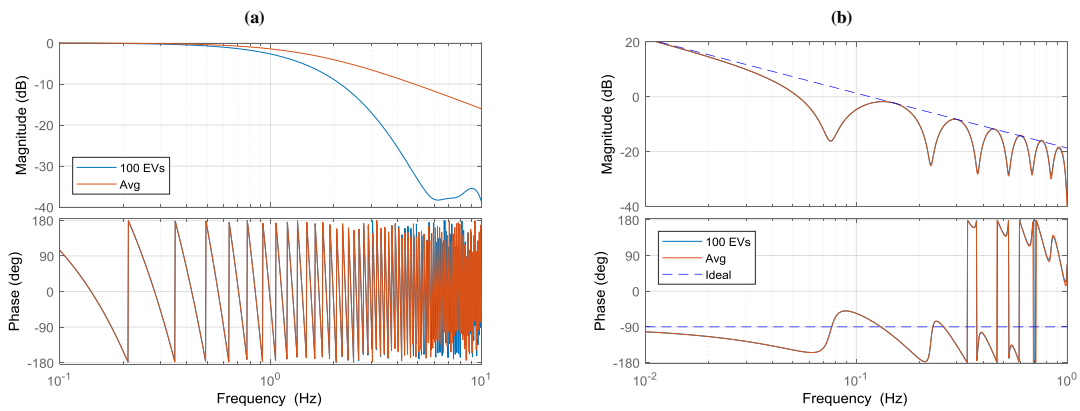 (a)
0
-10
-20
-30
-40
Magnitude (dB)
100 EVs
Avg
180
90
0
-90
-180
Phase (deg)
10^-1
10^0
10^1
Frequency (Hz)
(b)
20
0
-20
-40
Magnitude (dB)
180
90
0
-90
-180
Phase (deg)
100 EVs
Avg
Ideal
10^-2
10^-1
10^0
Frequency (Hz)